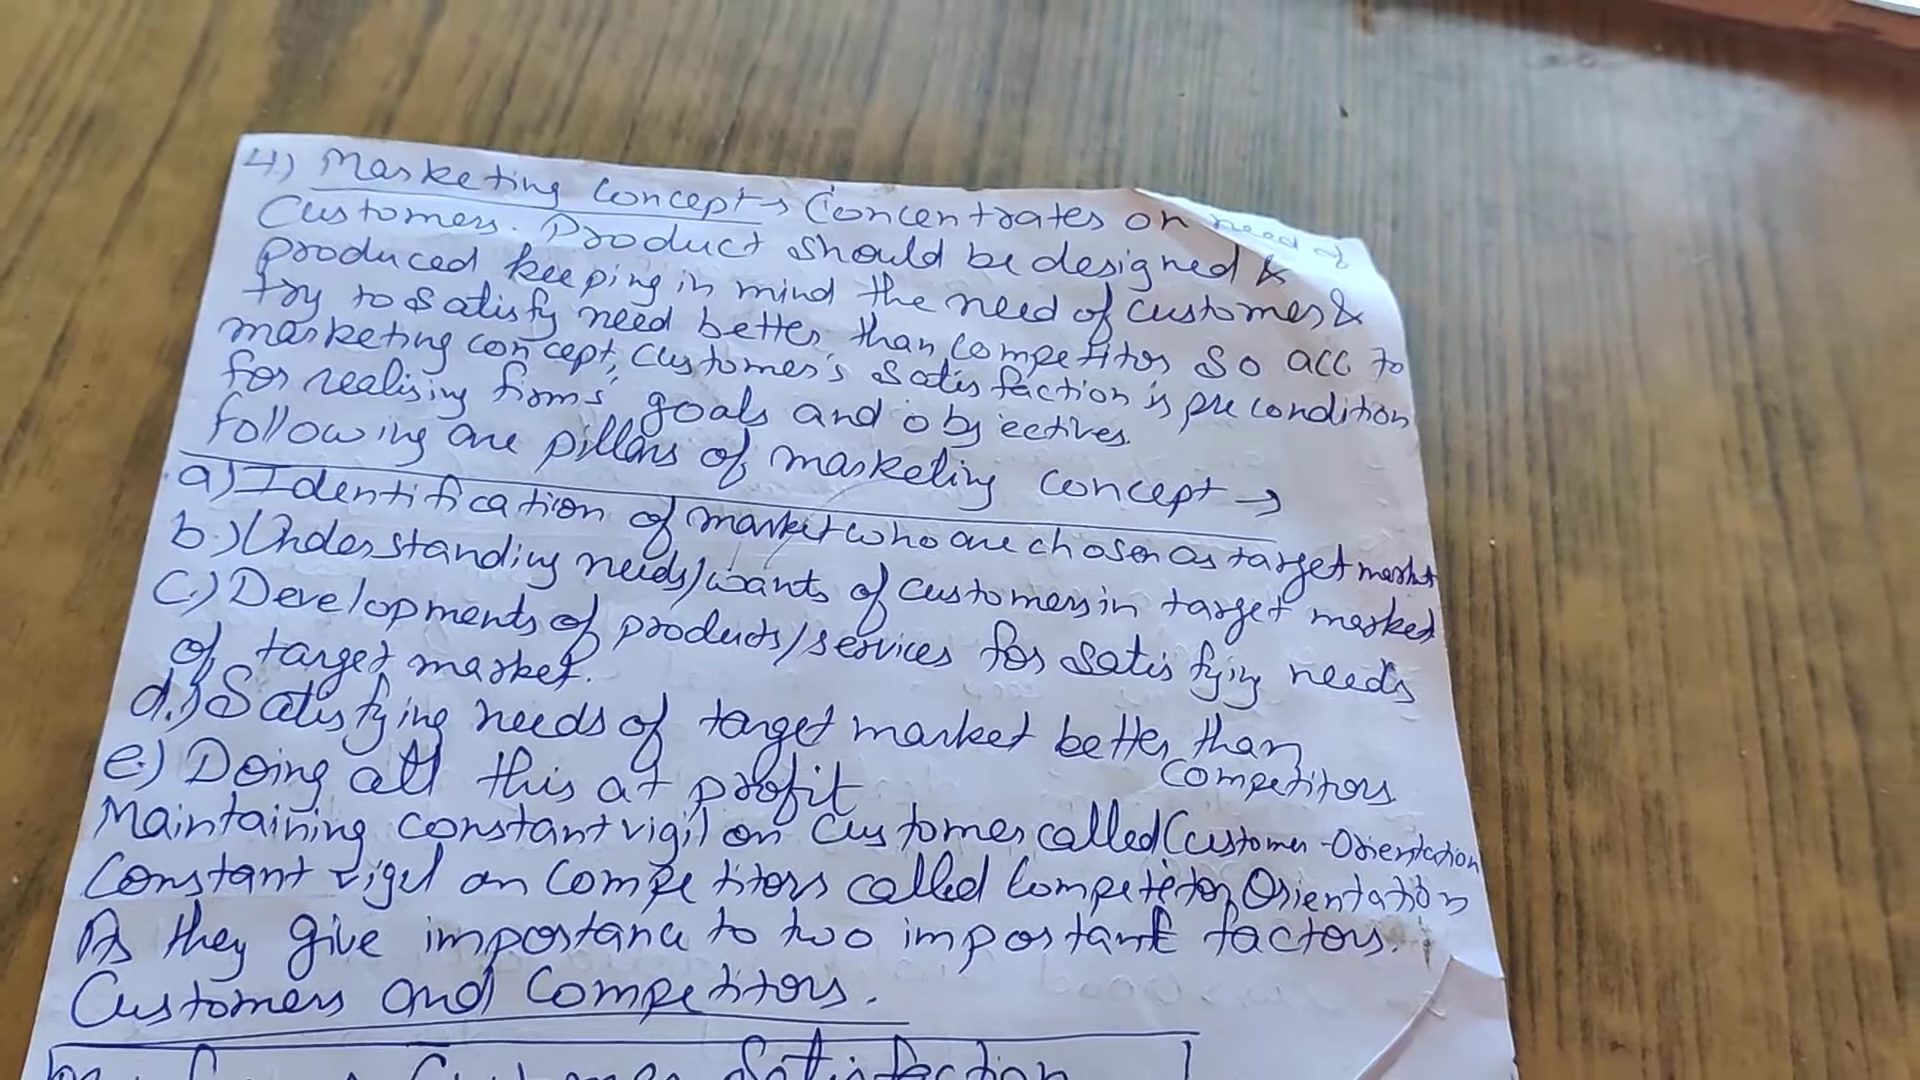 4.) Marketing Concept → Concentrates on need of
Customers. Product should be designed &
produced keeping in mind the need of customers &
try to satisfy need better than competitor so acc to
marketing concept, customer's satisfaction is pre condition
for realising firm's goals and objectives.
following are pillars of marketing concept →
a) Identification of market who are chosen as target market
b.) Understanding needs/wants of customers in target market
C.) Developments of products/services for satisfying needs
of target market.
d.) Satisfying needs of target market better than
competitors.
e.) Doing all this at profit
Maintaining constant vigil on customer called Customer-Orientation
Constant vigil on Competitors called Competitor Orientation
As they give importance to two important factors.
Customers and Competitors.
Customer Satisfaction